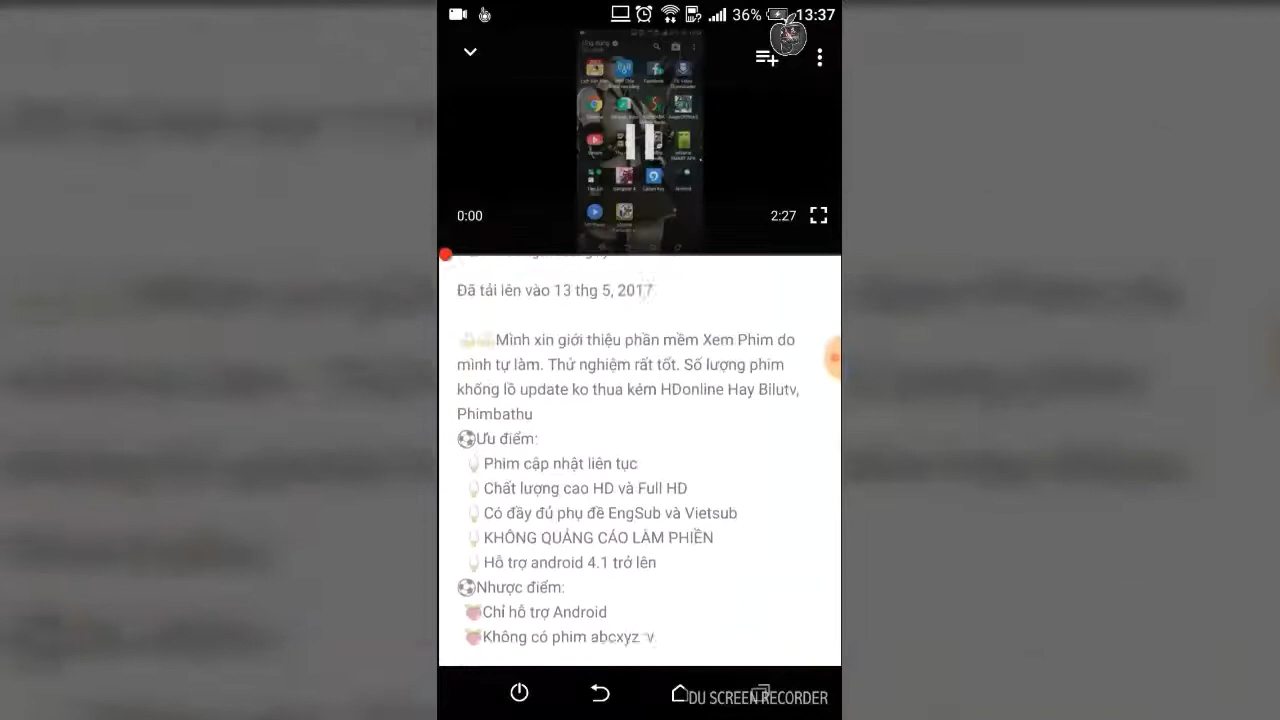 36% 13:37
Facebook
0:00
2:27
Đã tải lên vào 13 thg 5, 2017
Mình xin giới thiệu phần mềm Xem Phim do
mình tự làm. Thử nghiệm rất tốt. Số lượng phim
khổng lồ update ko thua kém HDonline Hay Bilutv,
Phimbathu
Ưu điểm:
Phim cập nhật liên tục
Chất lượng cao HD và Full HD
Có đầy đủ phụ đề EngSub và Vietsub
KHÔNG QUẢNG CÁO LÀM PHIỀN
Hỗ trợ android 4.1 trở lên
Nhược điểm:
Chỉ hỗ trợ Android
Không có phim abcxyz
DU SCREEN RECORDER